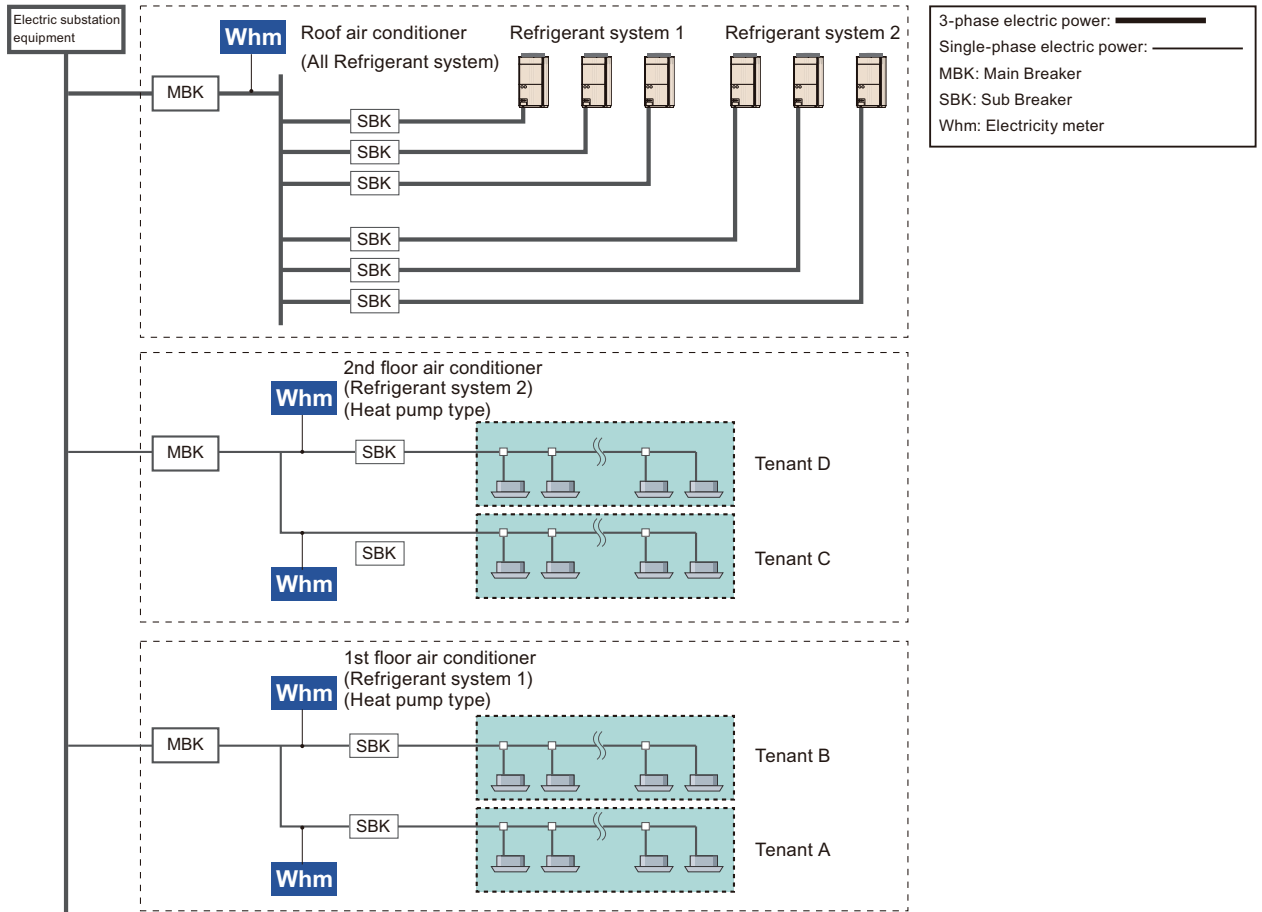 Electric substation
equipment
Whm
Roof air conditioner
(All Refrigerant system)
Refrigerant system 1
Refrigerant system 2
MBK
SBK
SBK
SBK
SBK
SBK
SBK
3-phase electric power:
Single-phase electric power:
MBK: Main Breaker
SBK: Sub Breaker
Whm: Electricity meter
2nd floor air conditioner
(Refrigerant system 2)
(Heat pump type)
Whm
MBK
SBK
Tenant D
SBK
Tenant C
Whm
1st floor air conditioner
(Refrigerant system 1)
(Heat pump type)
Whm
MBK
SBK
Tenant B
SBK
Tenant A
Whm